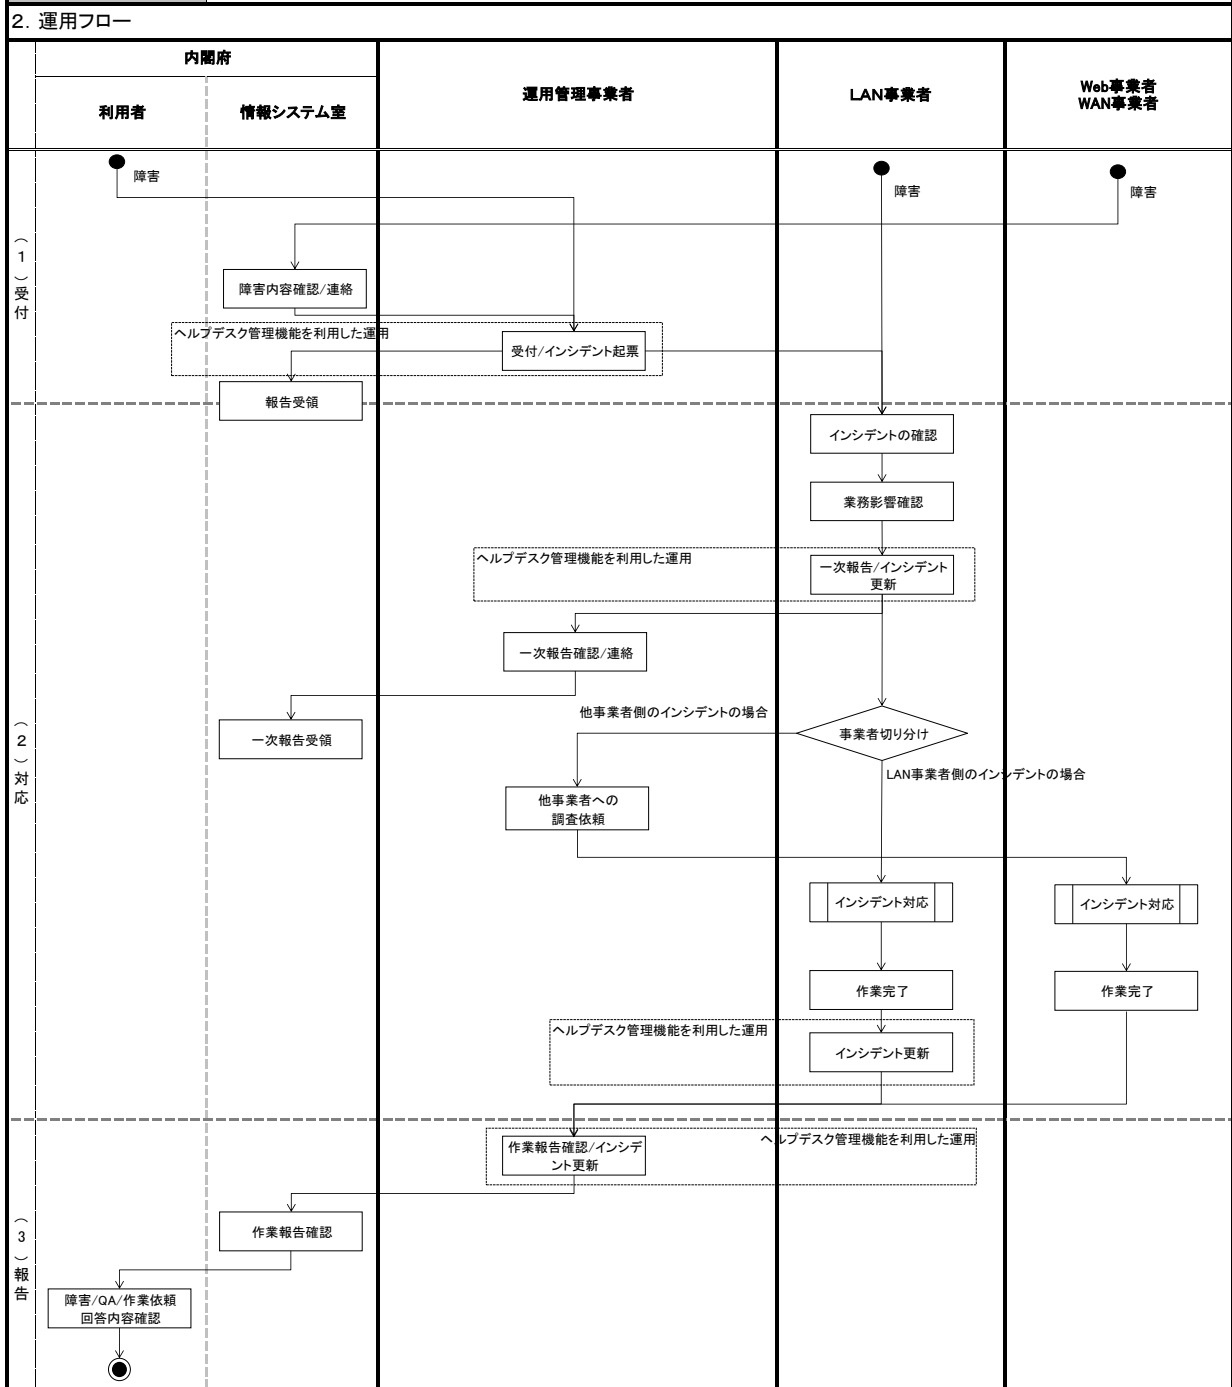 2. 運用フロー
内閣府
利用者
情報システム室
運用管理事業者
LAN事業者
Web事業者
WAN事業者
(1)受付
障害
障害
障害
障害内容確認/連絡
ヘルプデスク管理機能を利用した運用
受付/インシデント起票
報告受領
(2)対応
インシデントの確認
業務影響確認
ヘルプデスク管理機能を利用した運用
一次報告/インシデント
更新
一次報告確認/連絡
一次報告受領
他事業者側のインシデントの場合
事業者切り分け
LAN事業者側のインシデントの場合
他事業者への
調査依頼
インシデント対応
インシデント対応
作業完了
作業完了
ヘルプデスク管理機能を利用した運用
インシデント更新
(3)報告
作業報告確認/インシデ
ント更新
ヘルプデスク管理機能を利用した運用
作業報告確認
障害/QA/作業依頼
回答内容確認